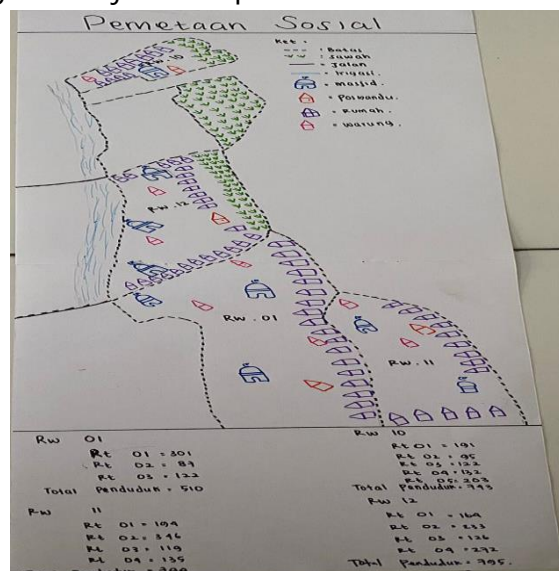 Pemetaan Sosial
Ket :
= Batas
= Sawah
= Jalan
= Irigasi.
= Masjid.
= Posyandu.
= Rumah.
= Warung.
RW.10
RW.12
RW.01
RW.11
RW 01
Rt 01 = 301
Rt 02 = 87
Rt 03 = 122
Total Penduduk = 510
RW 11
Rt 01 = 194
Rt 02 = 346
Rt 03 = 119
Rt 04 = 135
RW 10
Rt 01 = 191
Rt 02 = 95
Rt 03 = 122
Rt 04 = 132
Rt 05 = 203
Total Penduduk = 743
RW 12
Rt 01 = 164
Rt 02 = 233
Rt 03 = 126
Rt 04 = 272
Total Penduduk = 795.